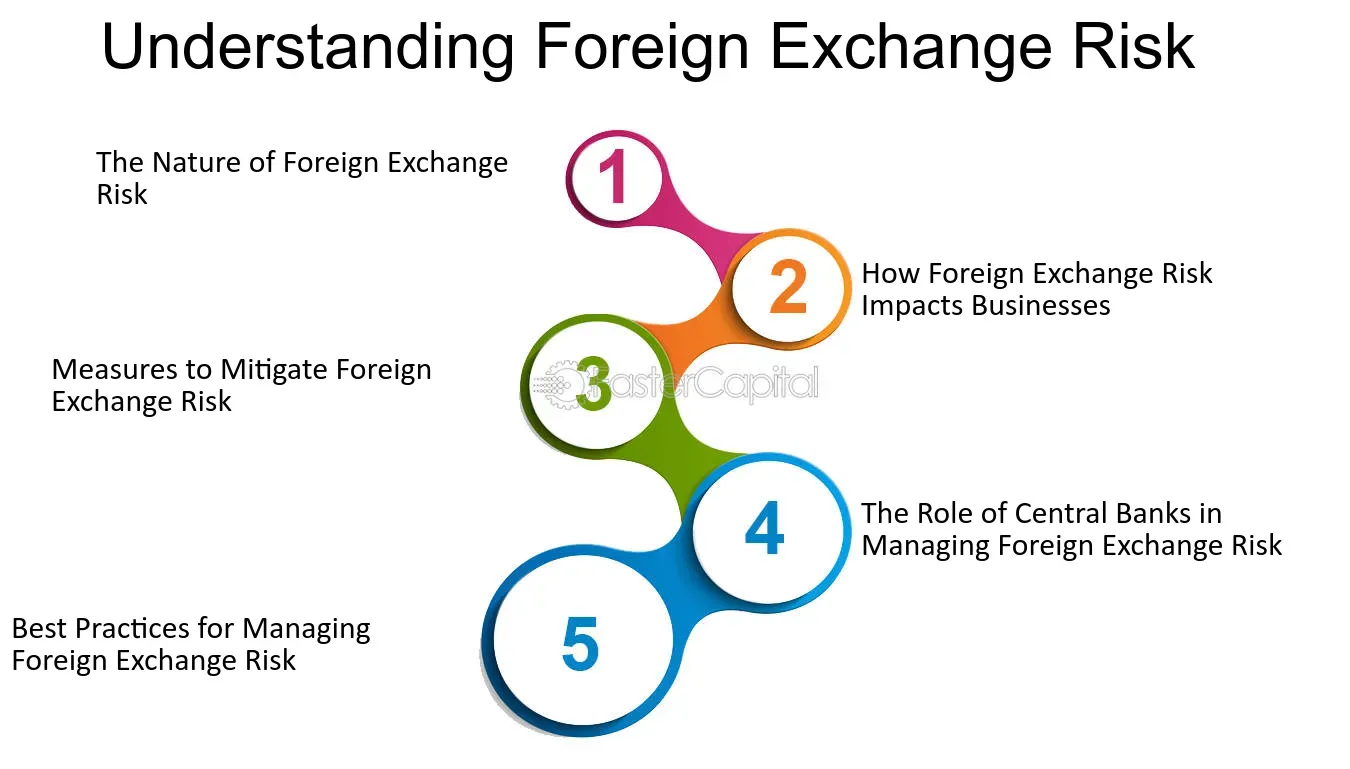 Understanding Foreign Exchange Risk
The Nature of Foreign Exchange
Risk
1
2
How Foreign Exchange Risk
Impacts Businesses
Measures to Mitigate Foreign
Exchange Risk
3
FasterCapital
4
The Role of Central Banks in
Managing Foreign Exchange Risk
Best Practices for Managing
Foreign Exchange Risk
5